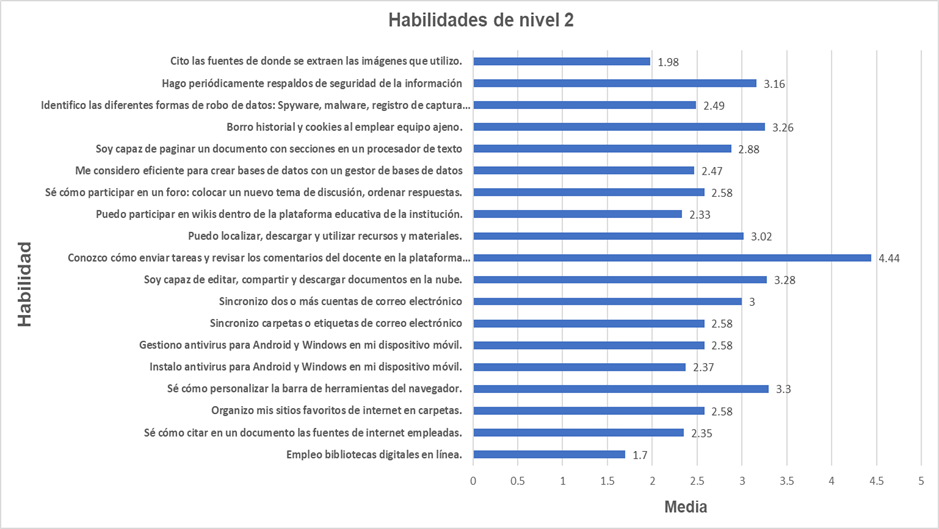 Habilidades de nivel 2
Habilidad
Cito las fuentes de donde se extraen las imágenes que utilizo. 1.98
Hago periódicamente respaldos de seguridad de la información 3.16
Identifico las diferentes formas de robo de datos: Spyware, malware, registro de captura… 2.49
Borro historial y cookies al emplear equipo ajeno. 3.26
Soy capaz de paginar un documento con secciones en un procesador de texto 2.88
Me considero eficiente para crear bases de datos con un gestor de bases de datos 2.47
Sé cómo participar en un foro: colocar un nuevo tema de discusión, ordenar respuestas. 2.58
Puedo participar en wikis dentro de la plataforma educativa de la institución. 2.33
Puedo localizar, descargar y utilizar recursos y materiales. 3.02
Conozco cómo enviar tareas y revisar los comentarios del docente en la plataforma… 4.44
Soy capaz de editar, compartir y descargar documentos en la nube. 3.28
Sincronizo dos o más cuentas de correo electrónico 3
Sincronizo carpetas o etiquetas de correo electrónico 2.58
Gestiono antivirus para Android y Windows en mi dispositivo móvil. 2.58
Instalo antivirus para Android y Windows en mi dispositivo móvil. 2.37
Sé cómo personalizar la barra de herramientas del navegador. 3.3
Organizo mis sitios favoritos de internet en carpetas. 2.58
Sé cómo citar en un documento las fuentes de internet empleadas. 2.35
Empleo bibliotecas digitales en línea. 1.7
0 0.5 1 1.5 2 2.5 3 3.5 4 4.5 5
Media